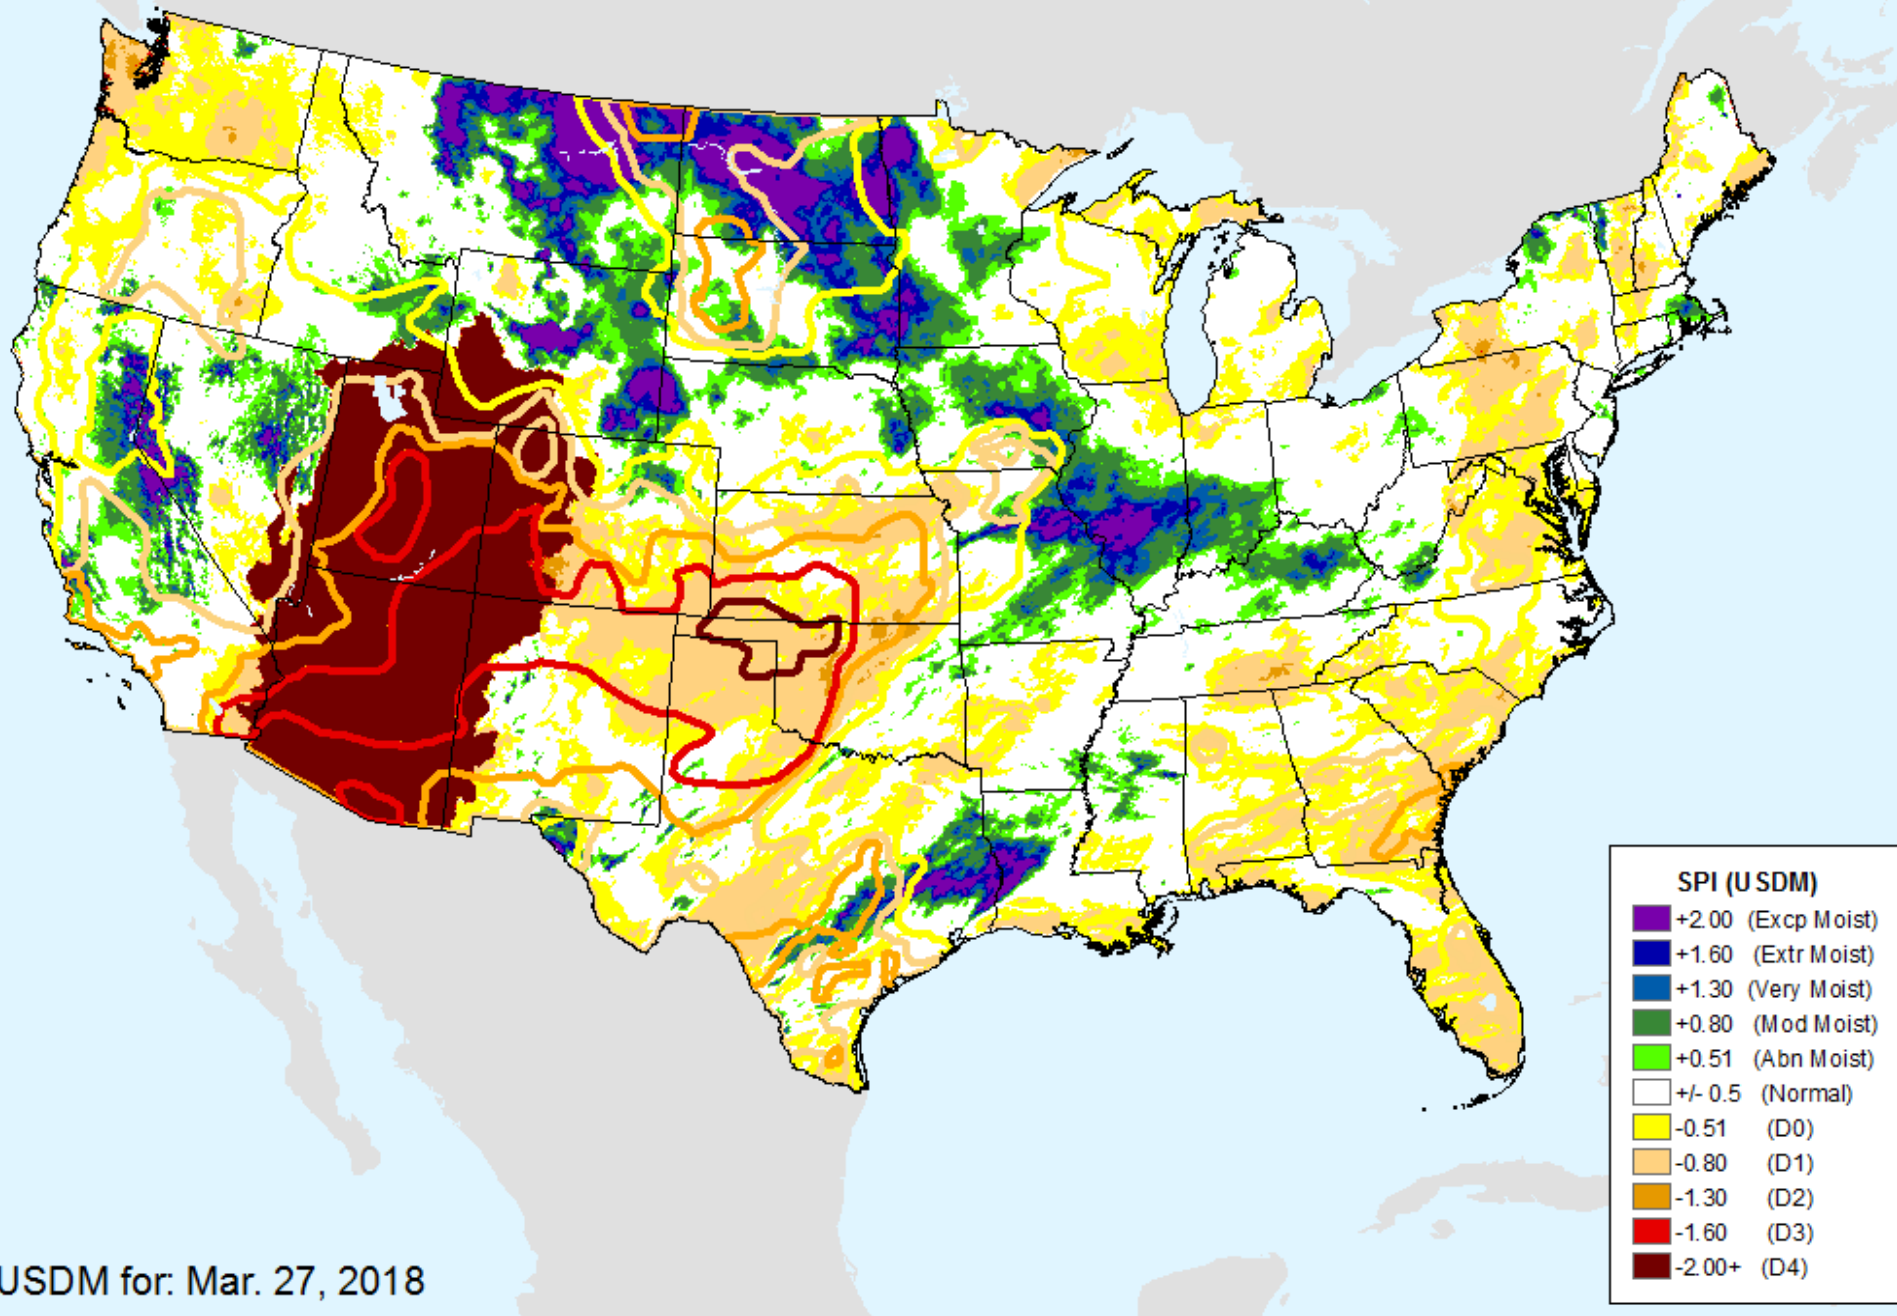 SPI (USDM)
+2.00 (Excp Moist)
+1.60 (Extr Moist)
+1.30 (Very Moist)
+0.80 (Mod Moist)
+0.51 (Abn Moist)
+/- 0.5 (Normal)
-0.51 (D0)
-0.80 (D1)
-1.30 (D2)
-1.60 (D3)
-2.00+ (D4)
USDM for: Mar. 27, 2018